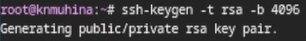 root@knmuhina:~# ssh-keygen -t rsa -b 4096
Generating public/private rsa key pair.